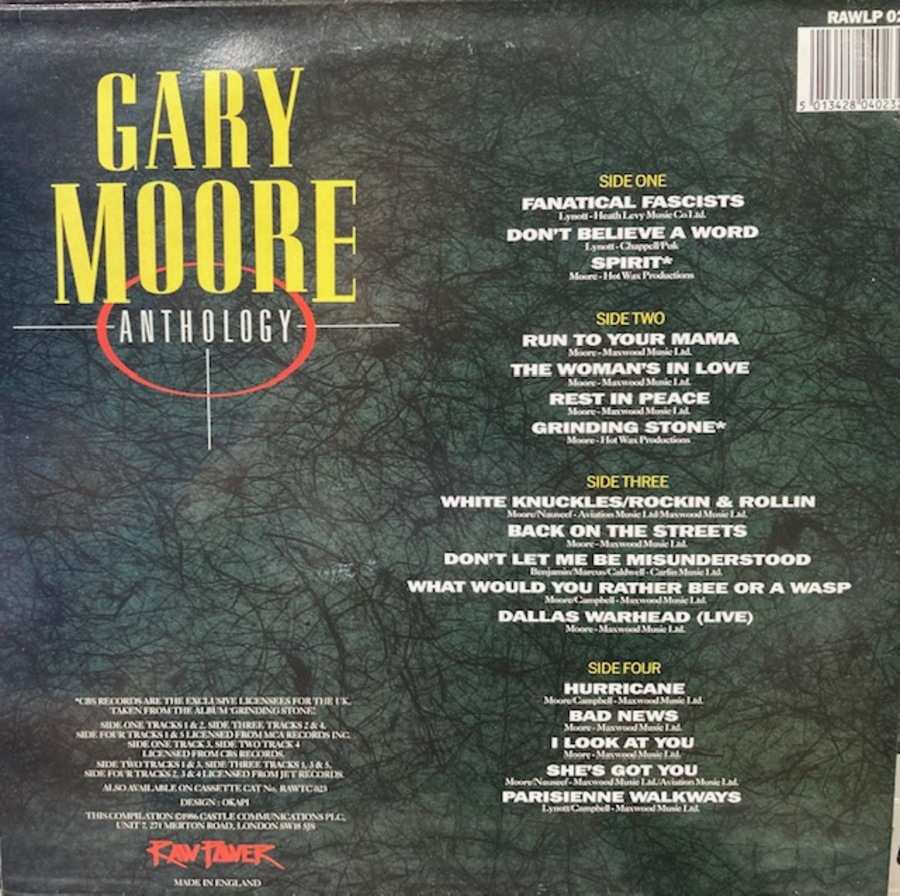 RAWLP 02
5 013428 04023
GARY
MOORE
ANTHOLOGY
SIDE ONE
FANATICAL FASCISTS
Lynott - Heath Levy Music Co Ltd.
DON'T BELIEVE A WORD
Lynott - Chappell/Puk
SPIRIT*
Moore - Hot Wax Productions
SIDE TWO
RUN TO YOUR MAMA
Moore - Maxwood Music Ltd.
THE WOMAN'S IN LOVE
Moore - Maxwood Music Ltd.
REST IN PEACE
Moore - Maxwood Music Ltd.
GRINDING STONE*
Moore - Hot Wax Productions
SIDE THREE
WHITE KNUCKLES/ROCKIN & ROLLIN
Moore/Nauseef - Aviation Music Ltd/Maxwood Music Ltd.
BACK ON THE STREETS
Moore - Maxwood Music Ltd.
DON'T LET ME BE MISUNDERSTOOD
Benjamin/Marcus/Caldwell - Carlin Music Ltd.
WHAT WOULD YOU RATHER BEE OR A WASP
Moore/Campbell - Maxwood Music Ltd.
DALLAS WARHEAD (LIVE)
Moore - Maxwood Music Ltd.
SIDE FOUR
HURRICANE
Moore/Campbell - Maxwood Music Ltd.
BAD NEWS
Moore - Maxwood Music Ltd.
I LOOK AT YOU
Moore - Maxwood Music Ltd.
SHE'S GOT YOU
Moore/Nauseef - Maxwood Music Ltd./Aviation Music Ltd.
PARISIENNE WALKWAYS
Lynott/Campbell - Maxwood Music Ltd.
*CBS RECORDS ARE THE EXCLUSIVE LICENSEES FOR THE UK.
TAKEN FROM THE ALBUM 'GRINDING STONE'.
SIDE ONE TRACKS 1 & 2, SIDE THREE TRACKS 2 & 4,
SIDE FOUR TRACKS 1 & 5 LICENSED FROM MCA RECORDS INC.
SIDE ONE TRACK 3, SIDE TWO TRACK 4
LICENSED FROM CBS RECORDS.
SIDE TWO TRACKS 1 & 3, SIDE THREE TRACKS 1, 3 & 5,
SIDE FOUR TRACKS 2, 3 & 4 LICENSED FROM JET RECORDS.
ALSO AVAILABLE ON CASSETTE CAT No. RAWTC 023
DESIGN : OKAPI
THIS COMPILATION ©1986 CASTLE COMMUNICATIONS PLC,
UNIT 7, 271 MERTON ROAD, LONDON SW18 5JS
RAW POWER
MADE IN ENGLAND